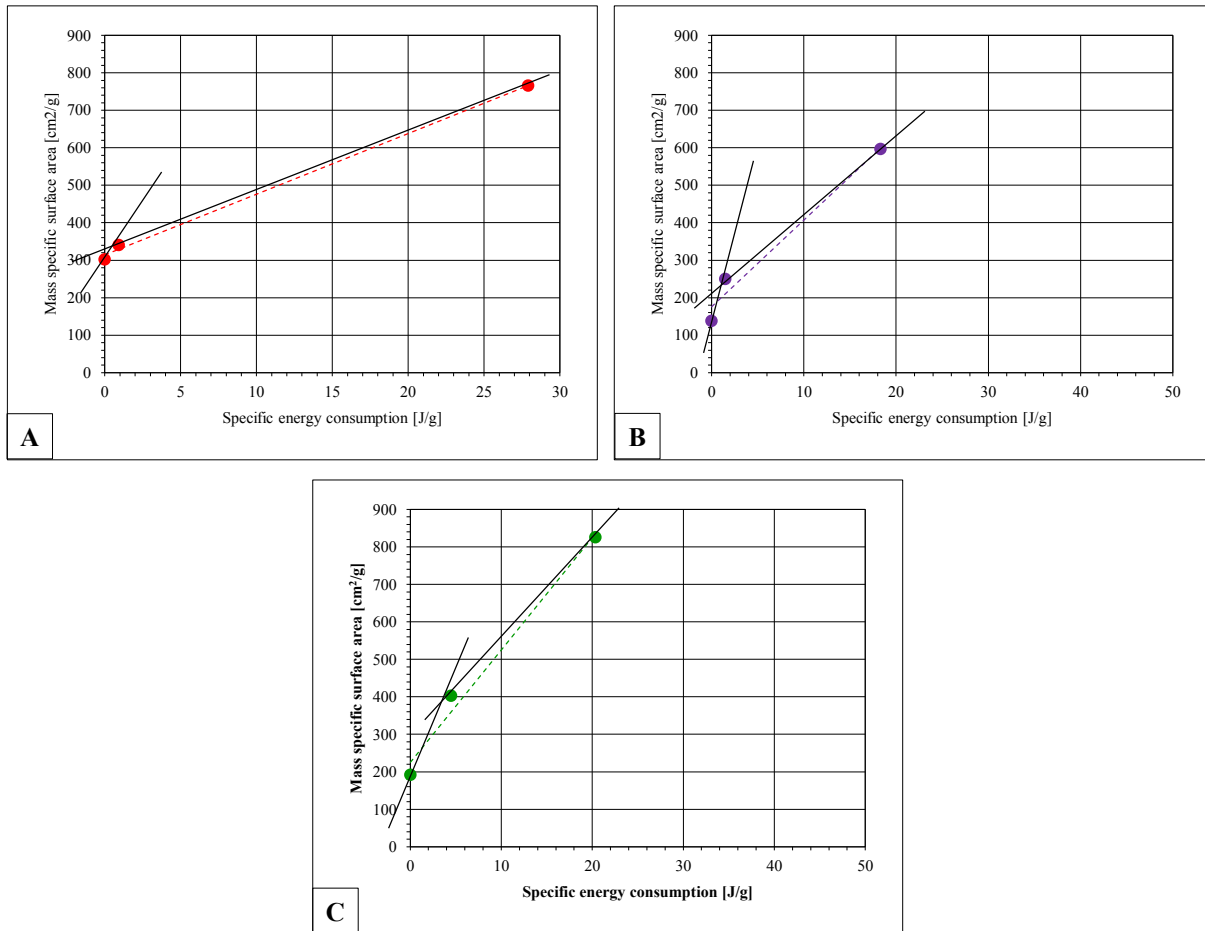 900
800
700
600
500
400
300
200
100
0
Mass specific surface area [cm2/g]
0 5 10 15 20 25 30
Specific energy consumption [J/g]
A
900
800
700
600
500
400
300
200
100
0
Mass specific surface area [cm2/g]
0 10 20 30 40 50
Specific energy consumption [J/g]
B
900
800
700
600
500
400
300
200
100
0
Mass specific surface area [cm²/g]
0 10 20 30 40 50
Specific energy consumption [J/g]
C